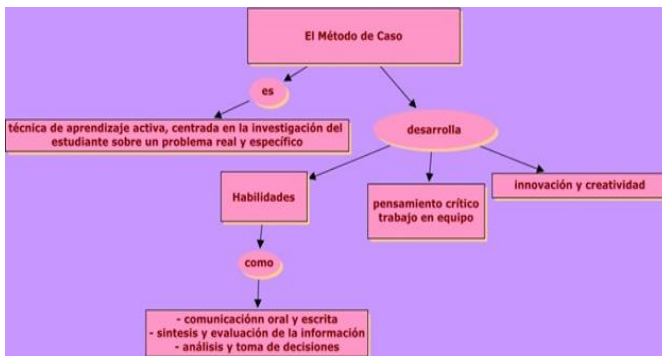 El Método de Caso
es
técnica de aprendizaje activa, centrada en la investigación del
estudiante sobre un problema real y específico
desarrolla
Habilidades
pensamiento crítico
trabajo en equipo
innovación y creatividad
como
- comunicaciónn oral y escrita
- síntesis y evaluación de la información
- análisis y toma de decisiones